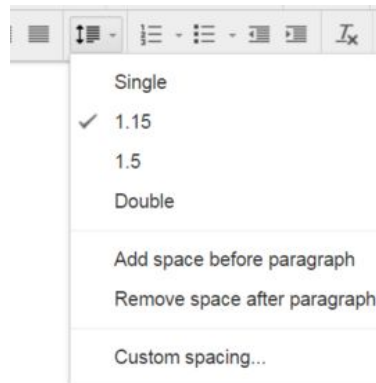 Single
1.15
1.5
Double
Add space before paragraph
Remove space after paragraph
Custom spacing...